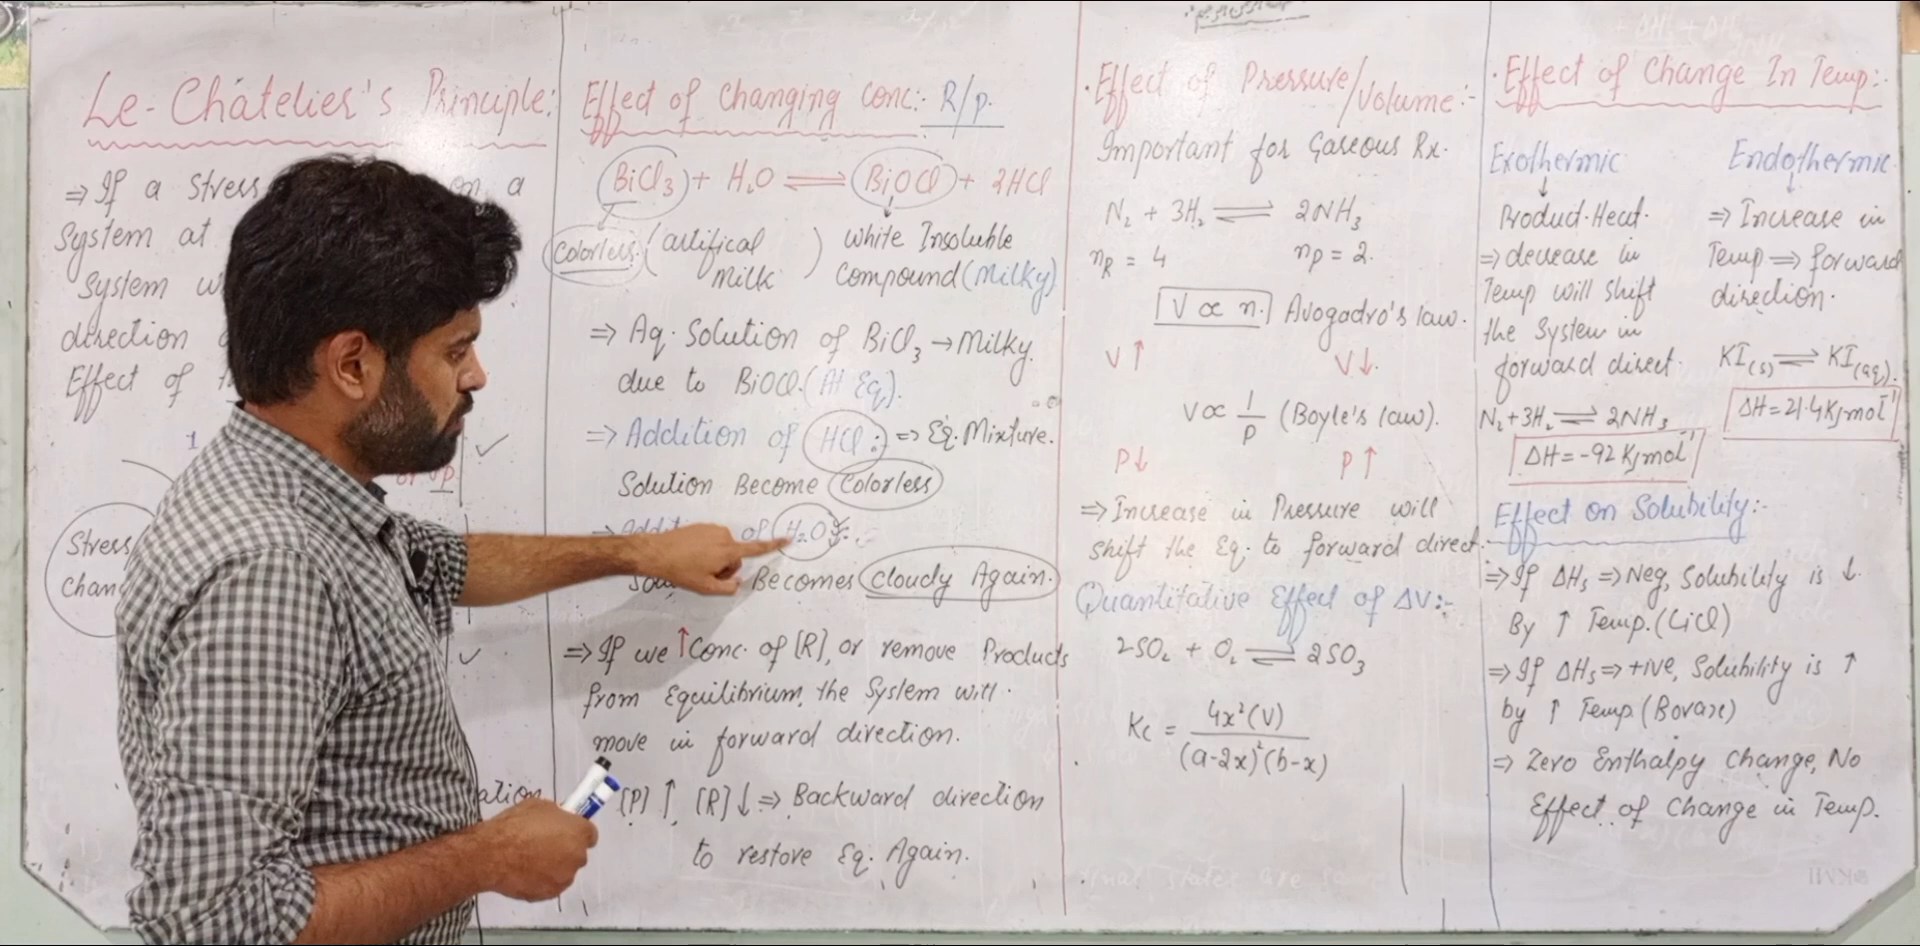 Le-Chatelier's Principle:
⇒ If a Stress on a
System at
System w
direction
Effect of
1
or ↓p. ✓
Stress
Chan
✓
ation
Effect of Changing Conc:- R/p.
BiCl3 + H2O ⇌ BiOCl + 2HCl
Colorless (artifical Milk)
white Insoluble
Compound (Milky)
⇒ Aq. Solution of BiCl3 → Milky.
due to BiOCl. (At Eq).
⇒ Addition of HCl: ⇒ Eq. Mixture.
Solution Become Colorless
of H2O
Becomes Cloudy Again.
⇒ If we ↑ Conc. of [R], or remove Products
from Equilibrium, the System will
move in forward direction.
[P] ↑, [R] ↓ ⇒ Backward direction
to restore Eq. Again.
. Effect of Pressure/Volume:-
Important for Gaseous Rx.
N2 + 3H2 ⇌ 2NH3
nR = 4 nP = 2.
V ∝ n. Avogadro's law.
V ↑ V ↓.
V ∝ 1/P (Boyle's law).
P ↓ P ↑
⇒ Increase in Pressure will
shift the Eq. to forward direct.
Quantitative Effect of ΔV:-
2SO2 + O2 ⇌ 2SO3
Kc = 4x²(V) / (a-2x)²(b-x)
. Effect of Change In Temp:-
Exothermic
↓
Product-Heat.
⇒ decrease in
Temp will shift
the System in
forward direct.
N2 + 3H2 ⇌ 2NH3
ΔH = -92 KJmol⁻¹
Endothermic
↓
⇒ Increase in
Temp ⇒ forward
direction.
KI(s) ⇌ KI(aq).
ΔH = 21.4 KJmol⁻¹
Effect on Solubility:-
⇒ If ΔHs ⇒ Neg, Solubility is ↓
By ↑ Temp. (LiCl)
⇒ If ΔHs ⇒ +ive, Solubility is ↑
by ↑ Temp. (Borax)
⇒ Zero Enthalpy Change, No
Effect of Change in Temp.